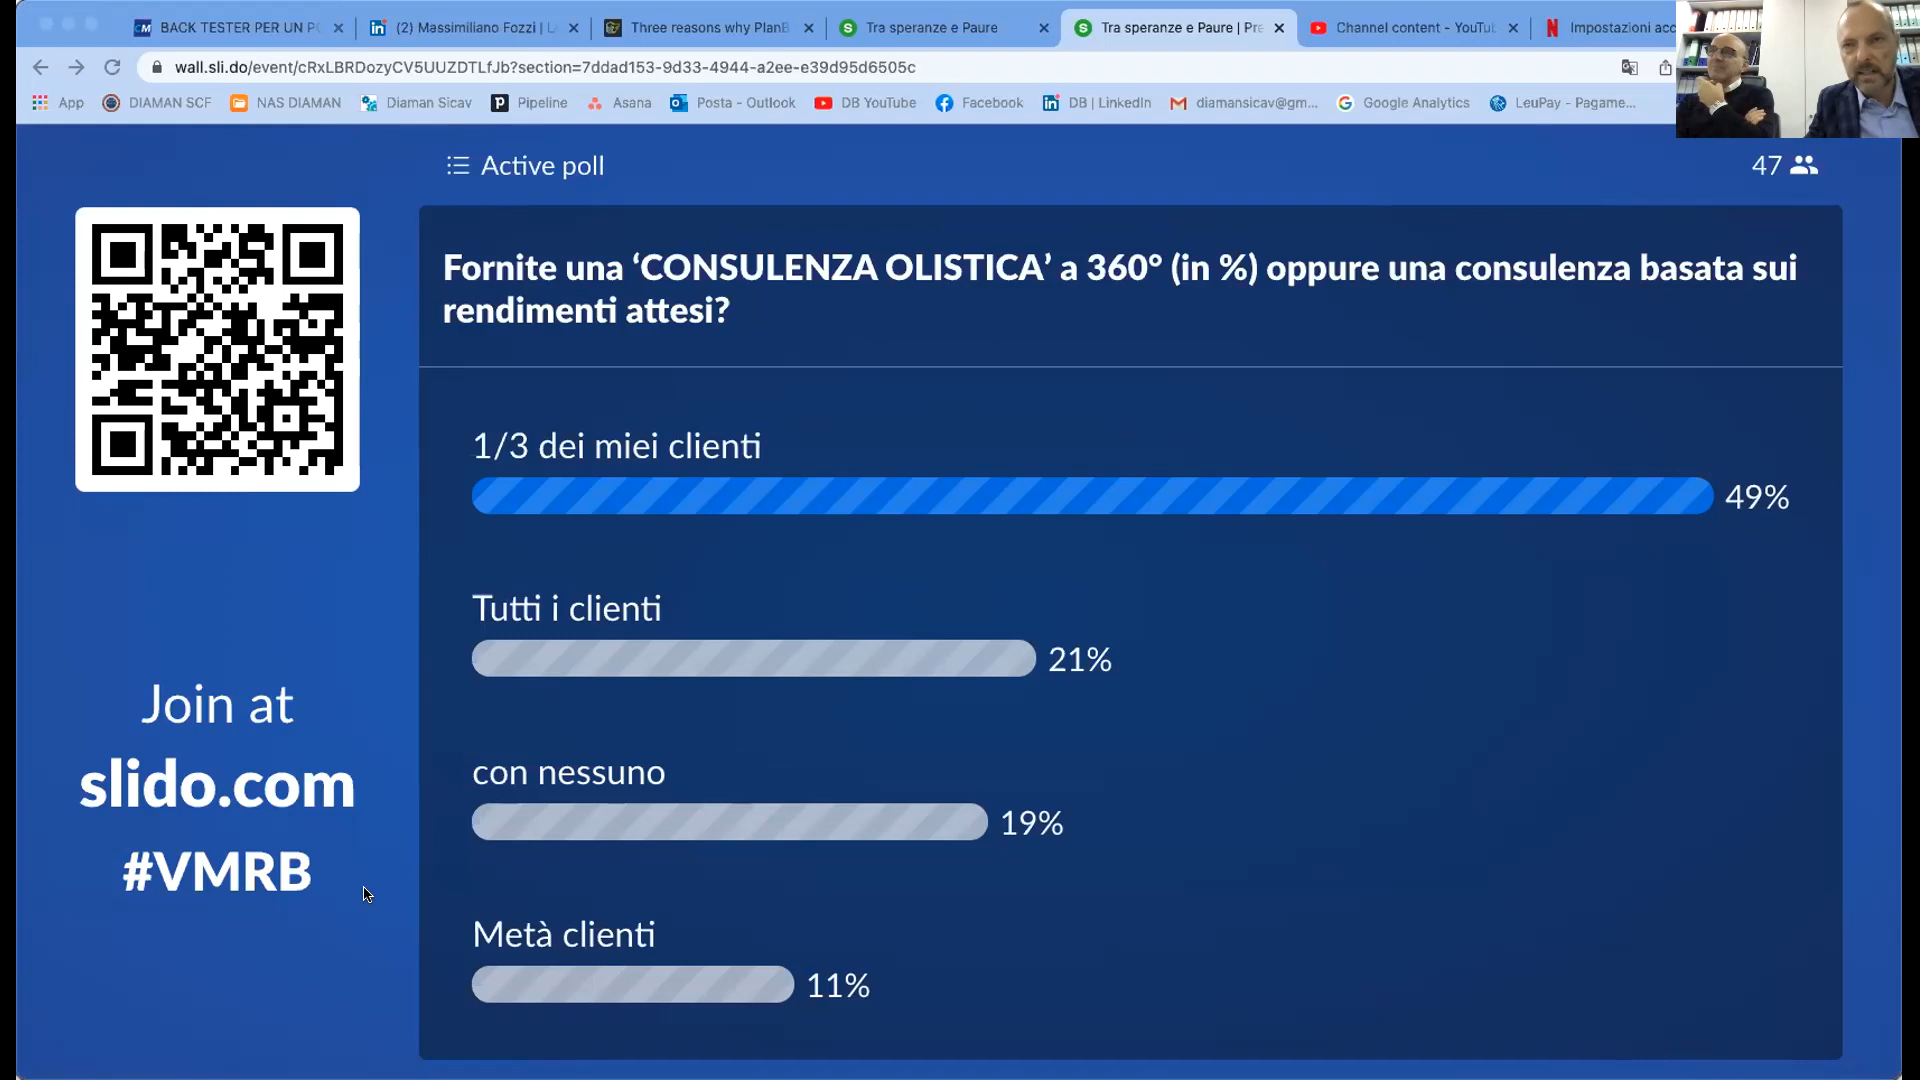 BACK TESTER PER UN P
(2) Massimiliano Fozzi | L
Three reasons why PlanB
Tra speranze e Paure
Tra speranze e Paure | Pre
Channel content - YouTu
Impostazioni acc
wall.sli.do/event/cRxLBRDozyCV5UUZDTLfJb?section=7ddad153-9d33-4944-a2ee-e39d95d6505c
App
DIAMAN SCF
NAS DIAMAN
Diaman Sicav
Pipeline
Asana
Posta - Outlook
DB YouTube
Facebook
DB | LinkedIn
diamansicav@gm...
Google Analytics
LeuPay - Pagame...
Active poll
47
Fornite una ‘CONSULENZA OLISTICA’ a 360° (in %) oppure una consulenza basata sui
rendimenti attesi?
1/3 dei miei clienti
49%
Tutti i clienti
21%
con nessuno
19%
Metà clienti
11%
Join at
slido.com
#VMRB